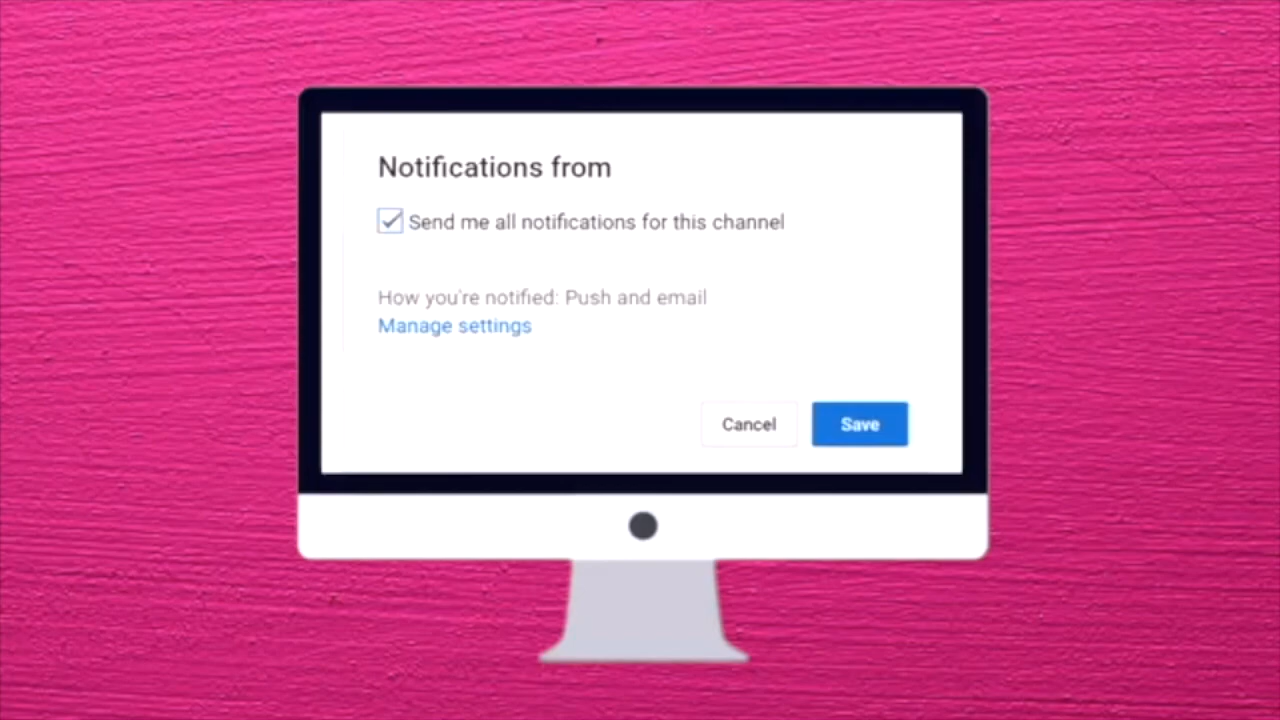 Notifications from
Send me all notifications for this channel
How you're notified: Push and email
Manage settings
Cancel
Save